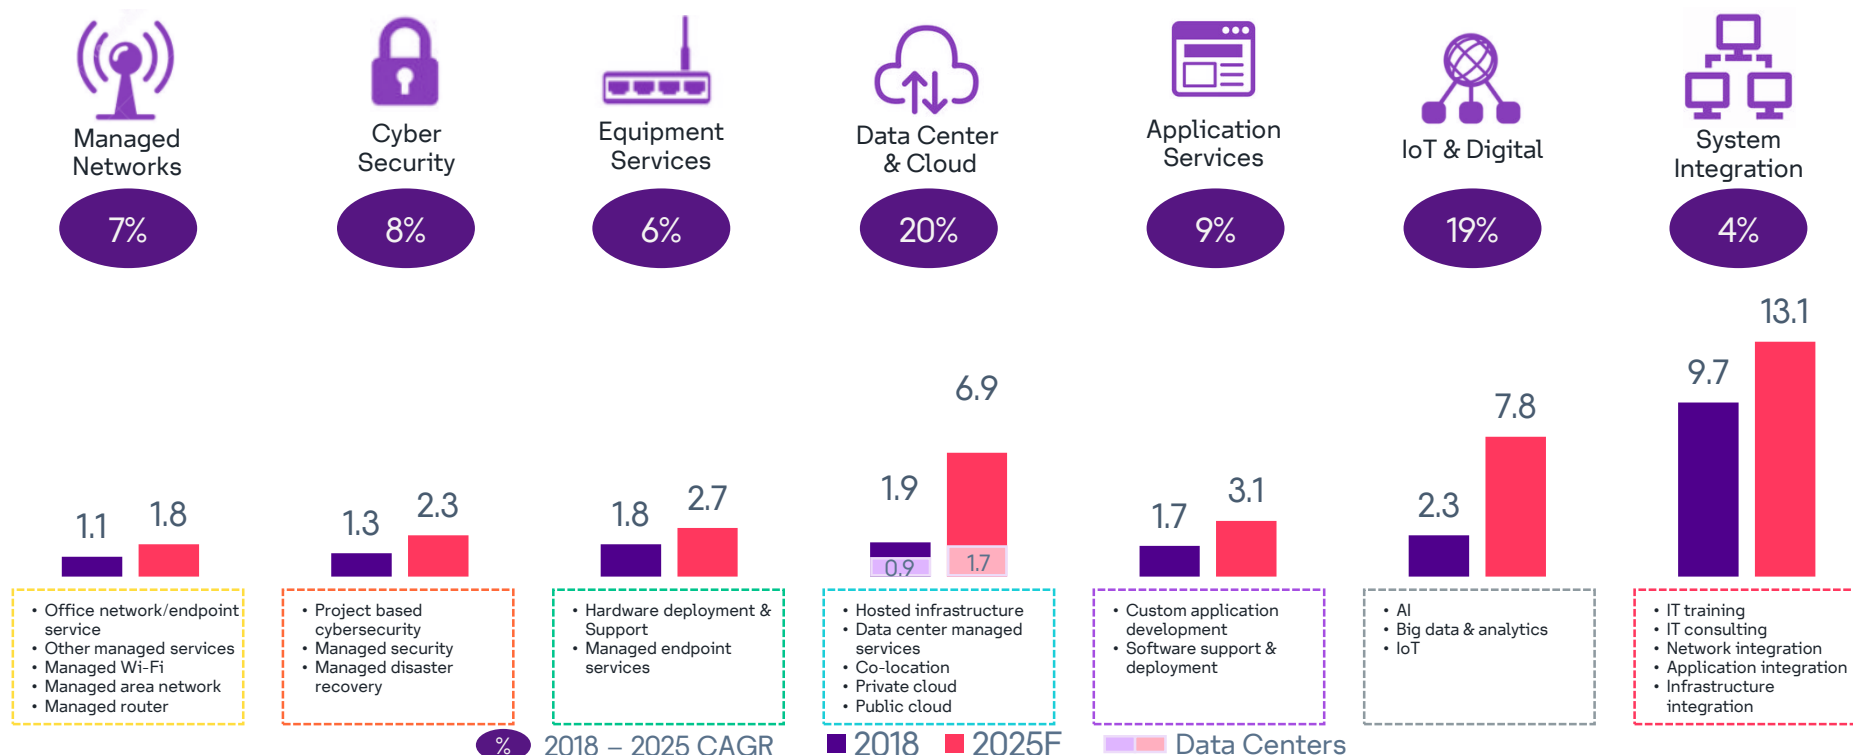 Managed
Networks
Cyber
Security
Equipment
Services
Data Center
& Cloud
Application
Services
IoT & Digital
System
Integration
7%
8%
6%
20%
9%
19%
4%
1.1
1.8
1.3
2.3
1.8
2.7
1.9
0.9
6.9
1.7
1.7
3.1
2.3
7.8
9.7
13.1
• Office network/endpoint
service
• Other managed services
• Managed Wi-Fi
• Managed area network
• Managed router
• Project based
cybersecurity
• Managed security
• Managed disaster
recovery
• Hardware deployment &
Support
• Managed endpoint
services
• Hosted infrastructure
• Data center managed
services
• Co-location
• Private cloud
• Public cloud
• Custom application
development
• Software support &
deployment
• AI
• Big data & analytics
• IoT
• IT training
• IT consulting
• Network integration
• Application integration
• Infrastructure
integration
% 2018 – 2025 CAGR
2018
2025F
Data Centers